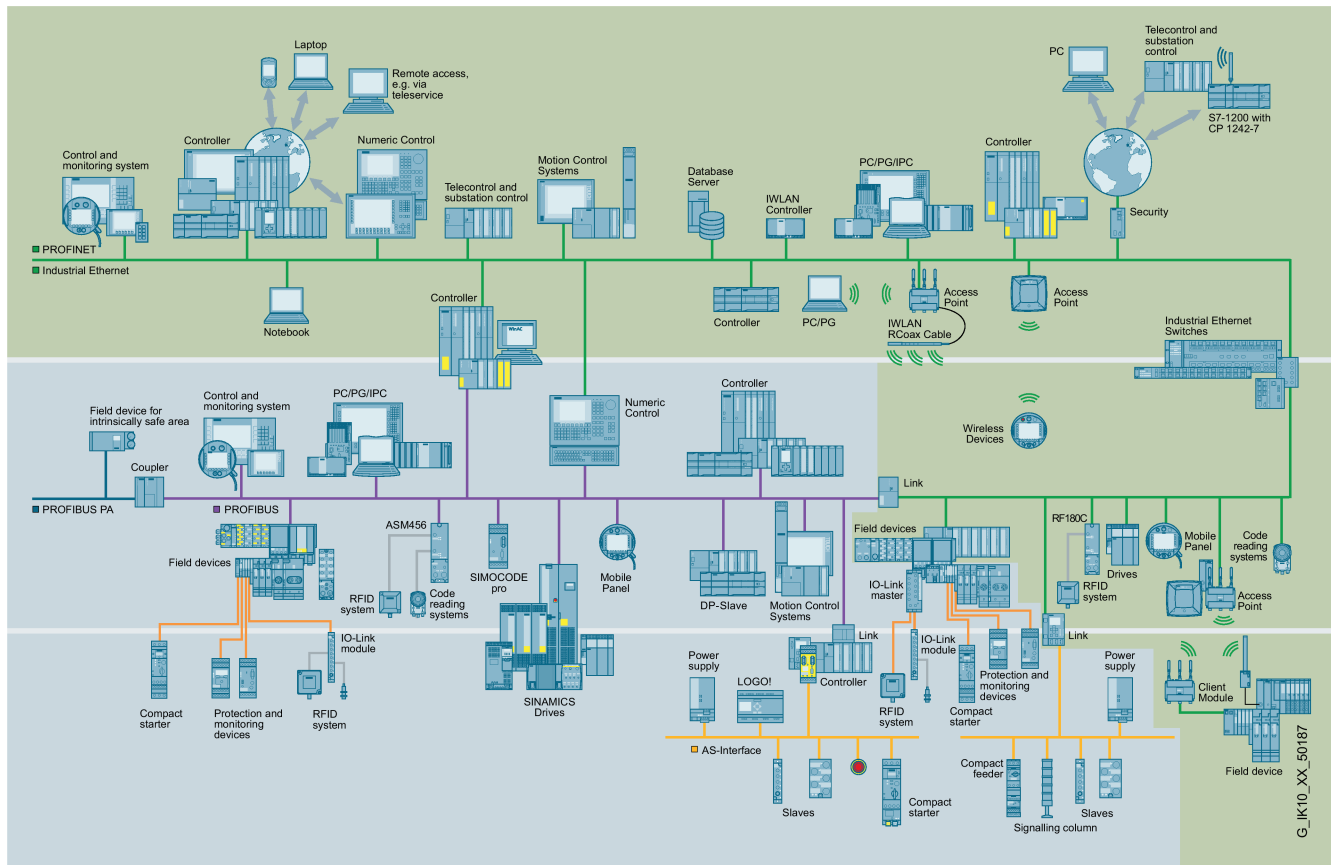 Laptop
Remote access,
e.g. via
teleservice
PC
Telecontrol and
substation
control
S7-1200 with
CP 1242-7
Control and
monitoring system
Controller
Numeric Control
Telecontrol and
substation control
Motion Control
Systems
Database
Server
IWLAN
Controller
PC/PG/IPC
Controller
Security
PROFINET
Industrial Ethernet
Notebook
Controller
WinAC
Controller
PC/PG
Access
Point
IWLAN
RCoax Cable
Access
Point
Industrial Ethernet
Switches
Field device for
intrinsically safe area
Control and
monitoring system
PC/PG/IPC
Numeric
Control
Controller
Wireless
Devices
Coupler
Link
PROFIBUS PA
PROFIBUS
Field devices
ASM456
RFID
system
Code
reading
systems
SIMOCODE
pro
Mobile
Panel
DP-Slave
Motion Control
Systems
Field devices
IO-Link
master
RF180C
RFID
system
Drives
Mobile
Panel
Access
Point
Code
reading
systems
Compact
starter
Protection and
monitoring
devices
IO-Link
module
RFID
system
SINAMICS
Drives
Link
Controller
Power
supply
LOGO!
RFID
system
IO-Link
module
Compact
starter
Protection and
monitoring
devices
Link
Power
supply
Client
Module
Field device
AS-Interface
Slaves
Compact
starter
Compact
feeder
Signalling column
Slaves
G_IK10_XX_50187